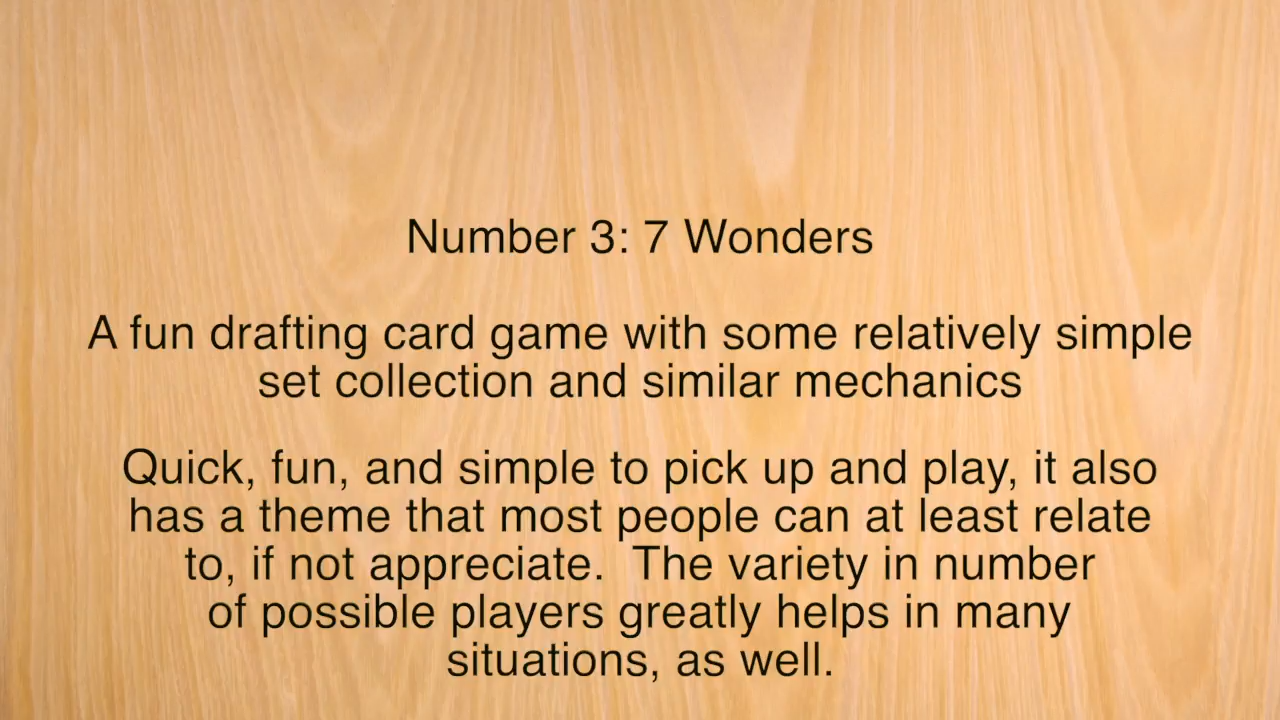 Number 3: 7 Wonders
A fun drafting card game with some relatively simple
set collection and similar mechanics
Quick, fun, and simple to pick up and play, it also
has a theme that most people can at least relate
to, if not appreciate.  The variety in number
of possible players greatly helps in many
situations, as well.